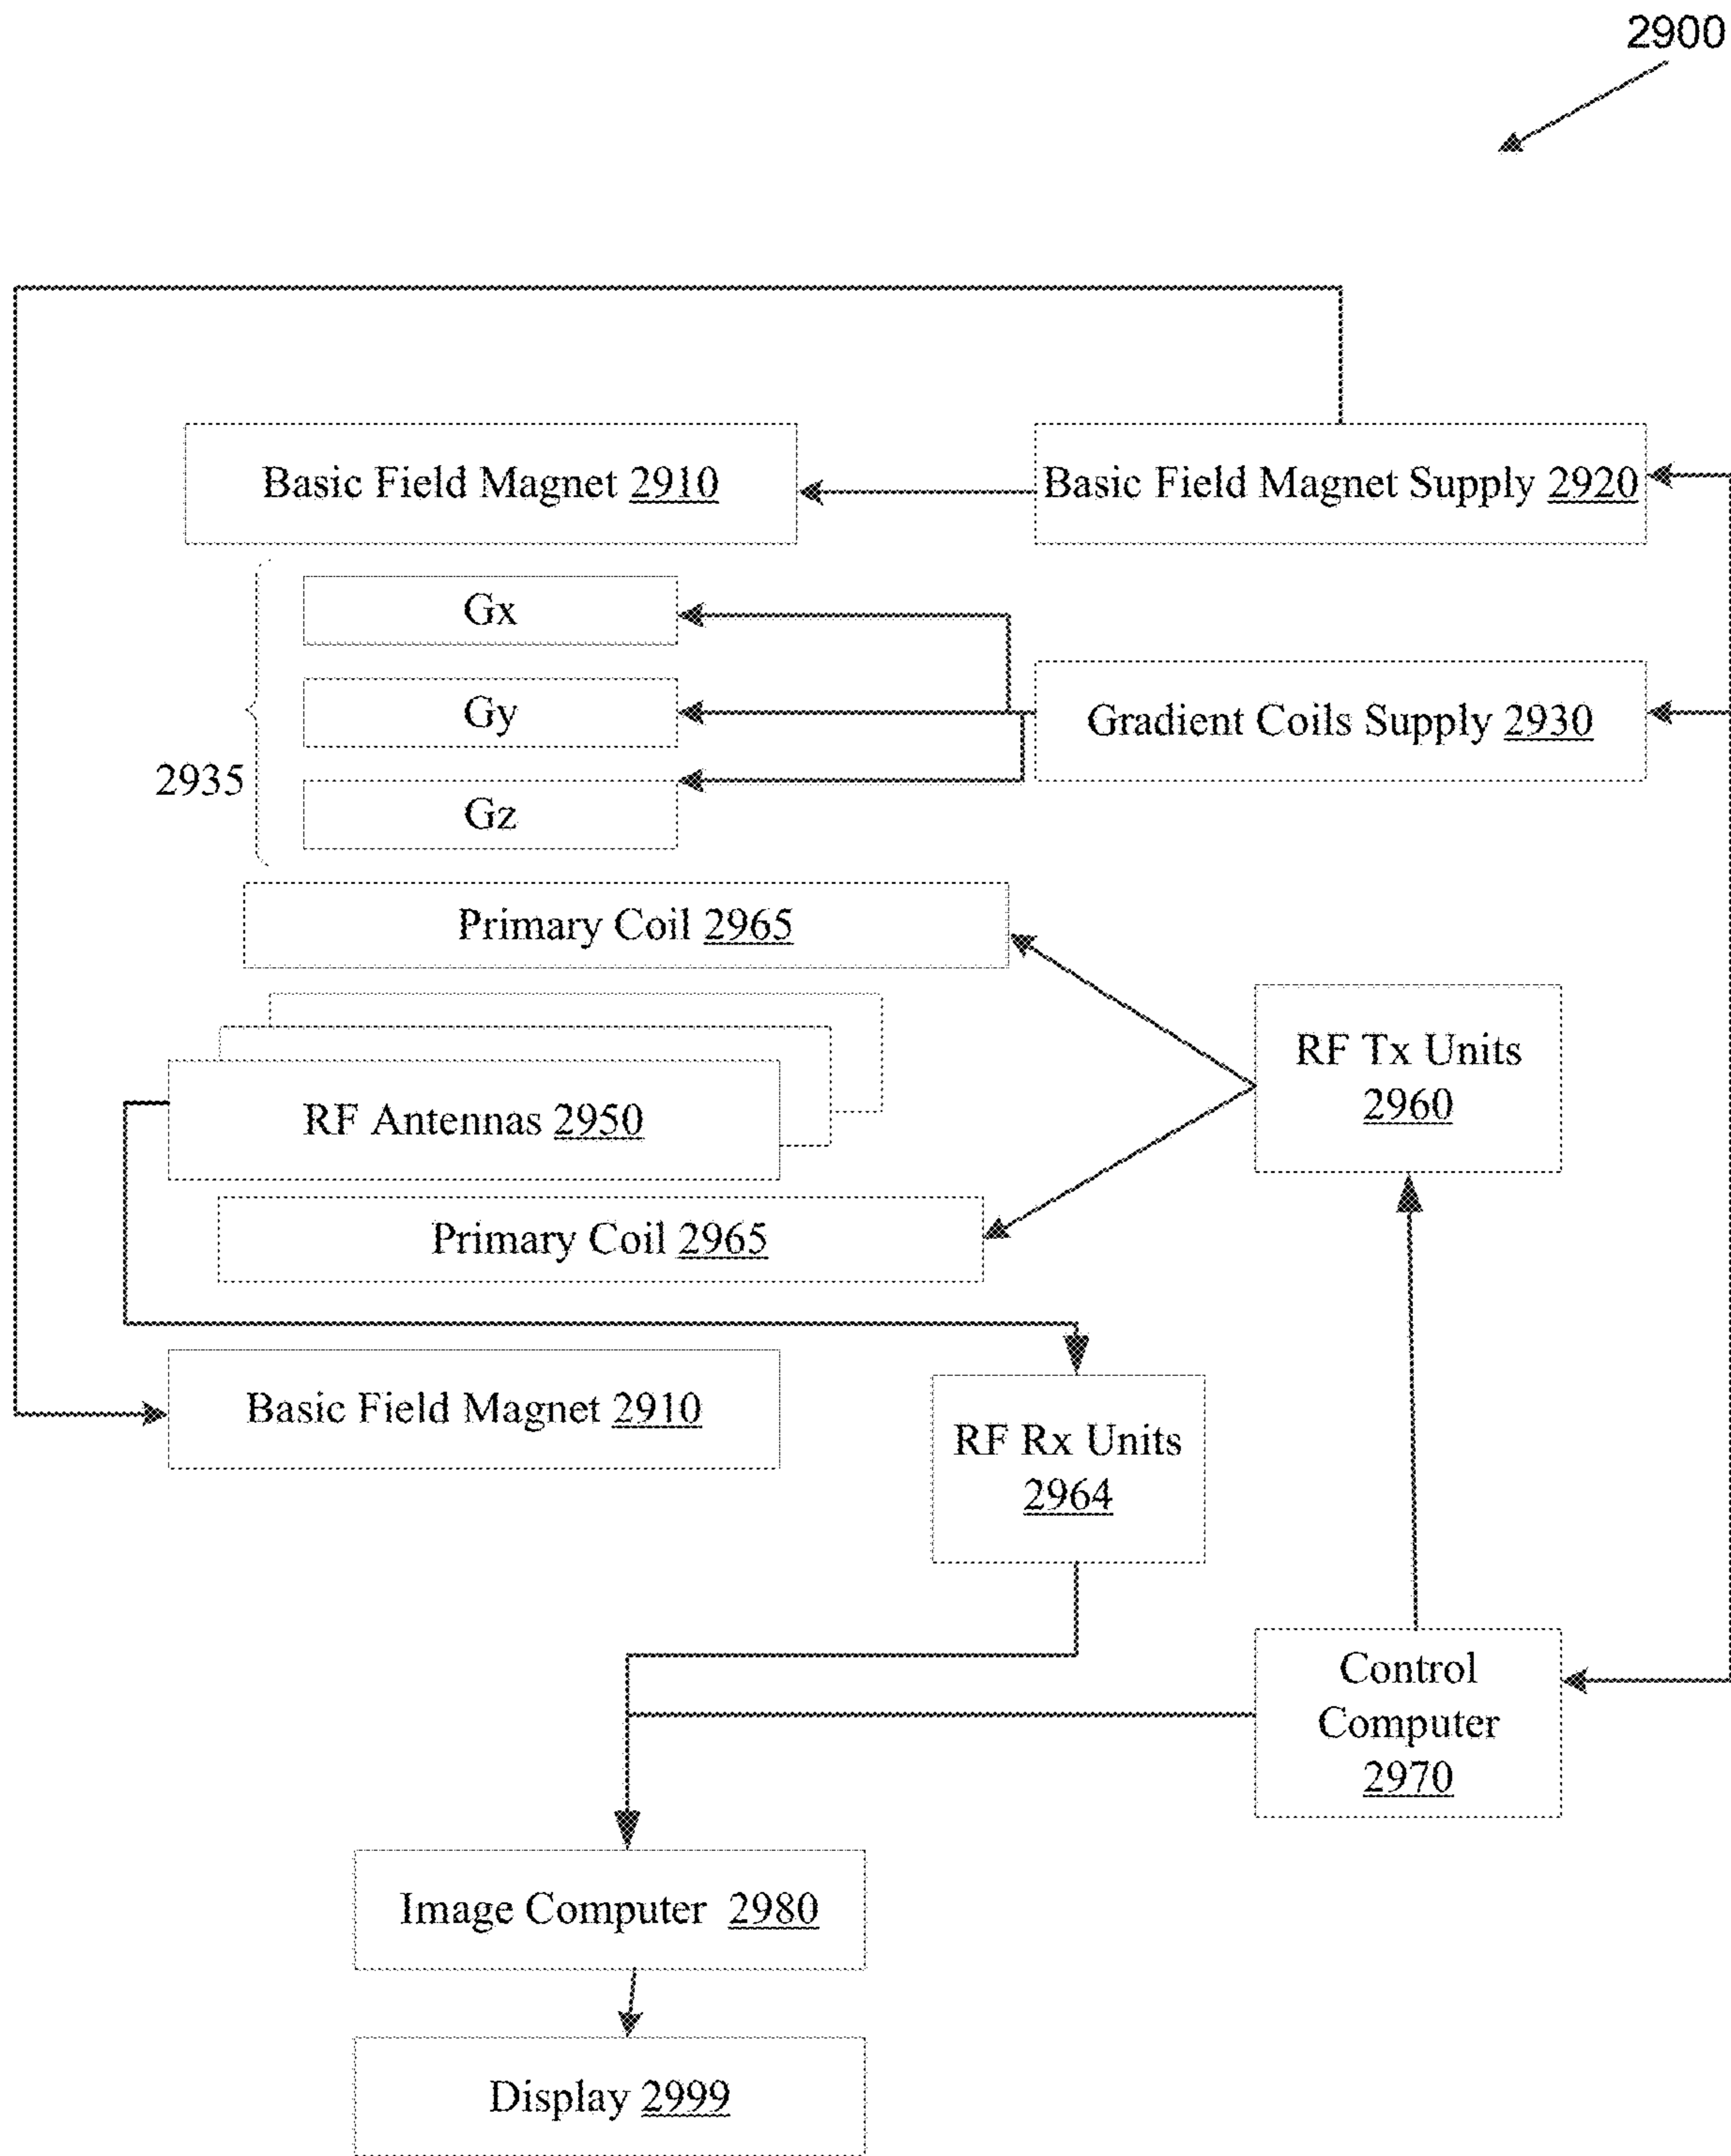 2900
Basic Field Magnet 2910
Basic Field Magnet Supply 2920
Gx
Gy
Gradient Coils Supply 2930
2935
Gz
Primary Coil 2965
RF Tx Units
2960
RF Antennas 2950
Primary Coil 2965
Basic Field Magnet 2910
RF Rx Units
2964
Control
Computer
2970
Image Computer 2980
Display 2999